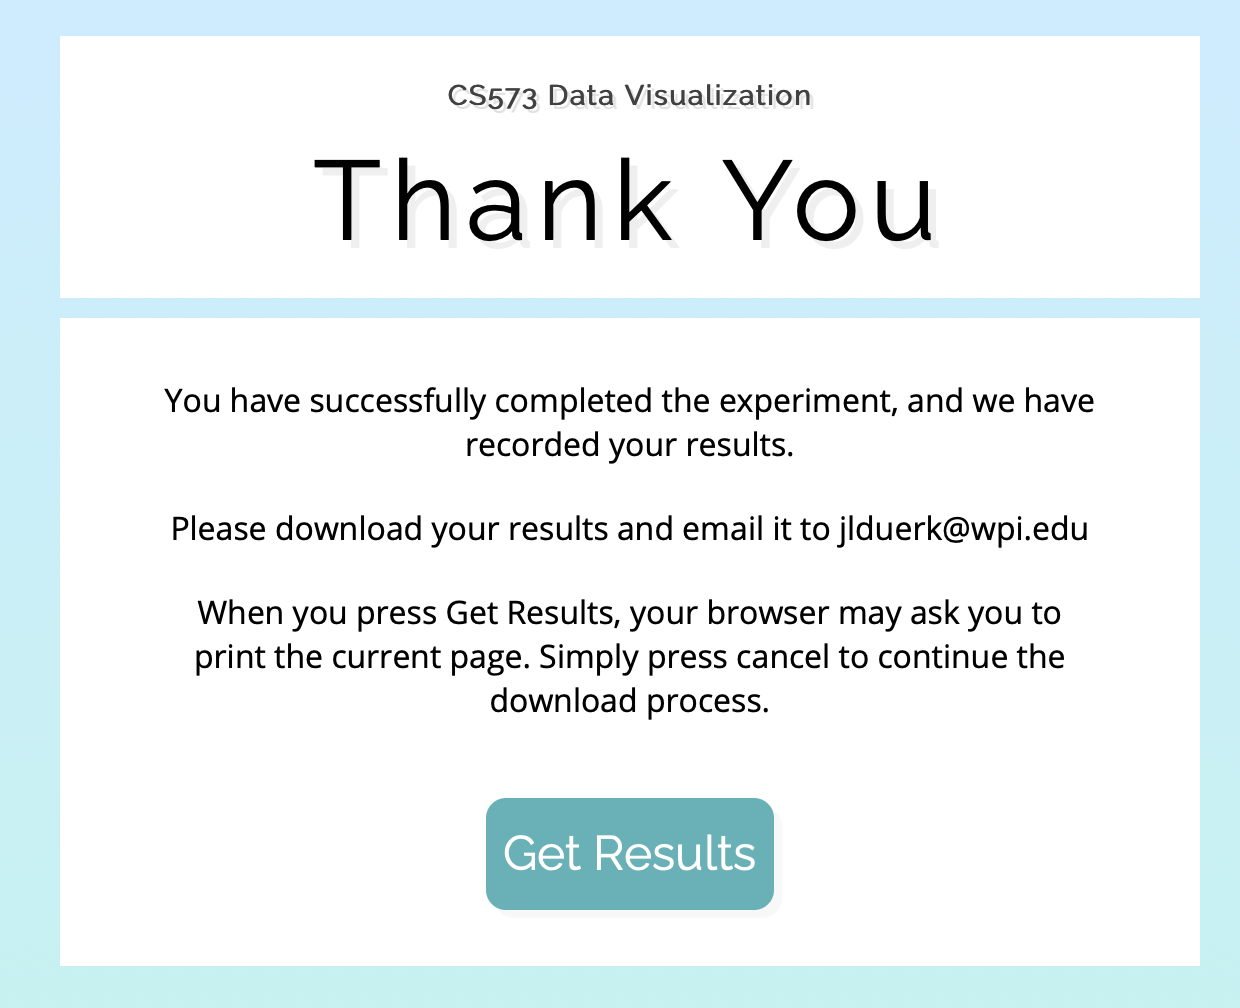 CS573 Data Visualization
Thank You
You have successfully completed the experiment, and we have
recorded your results.
Please download your results and email it to jlduerk@wpi.edu
When you press Get Results, your browser may ask you to
print the current page. Simply press cancel to continue the
download process.
Get Results